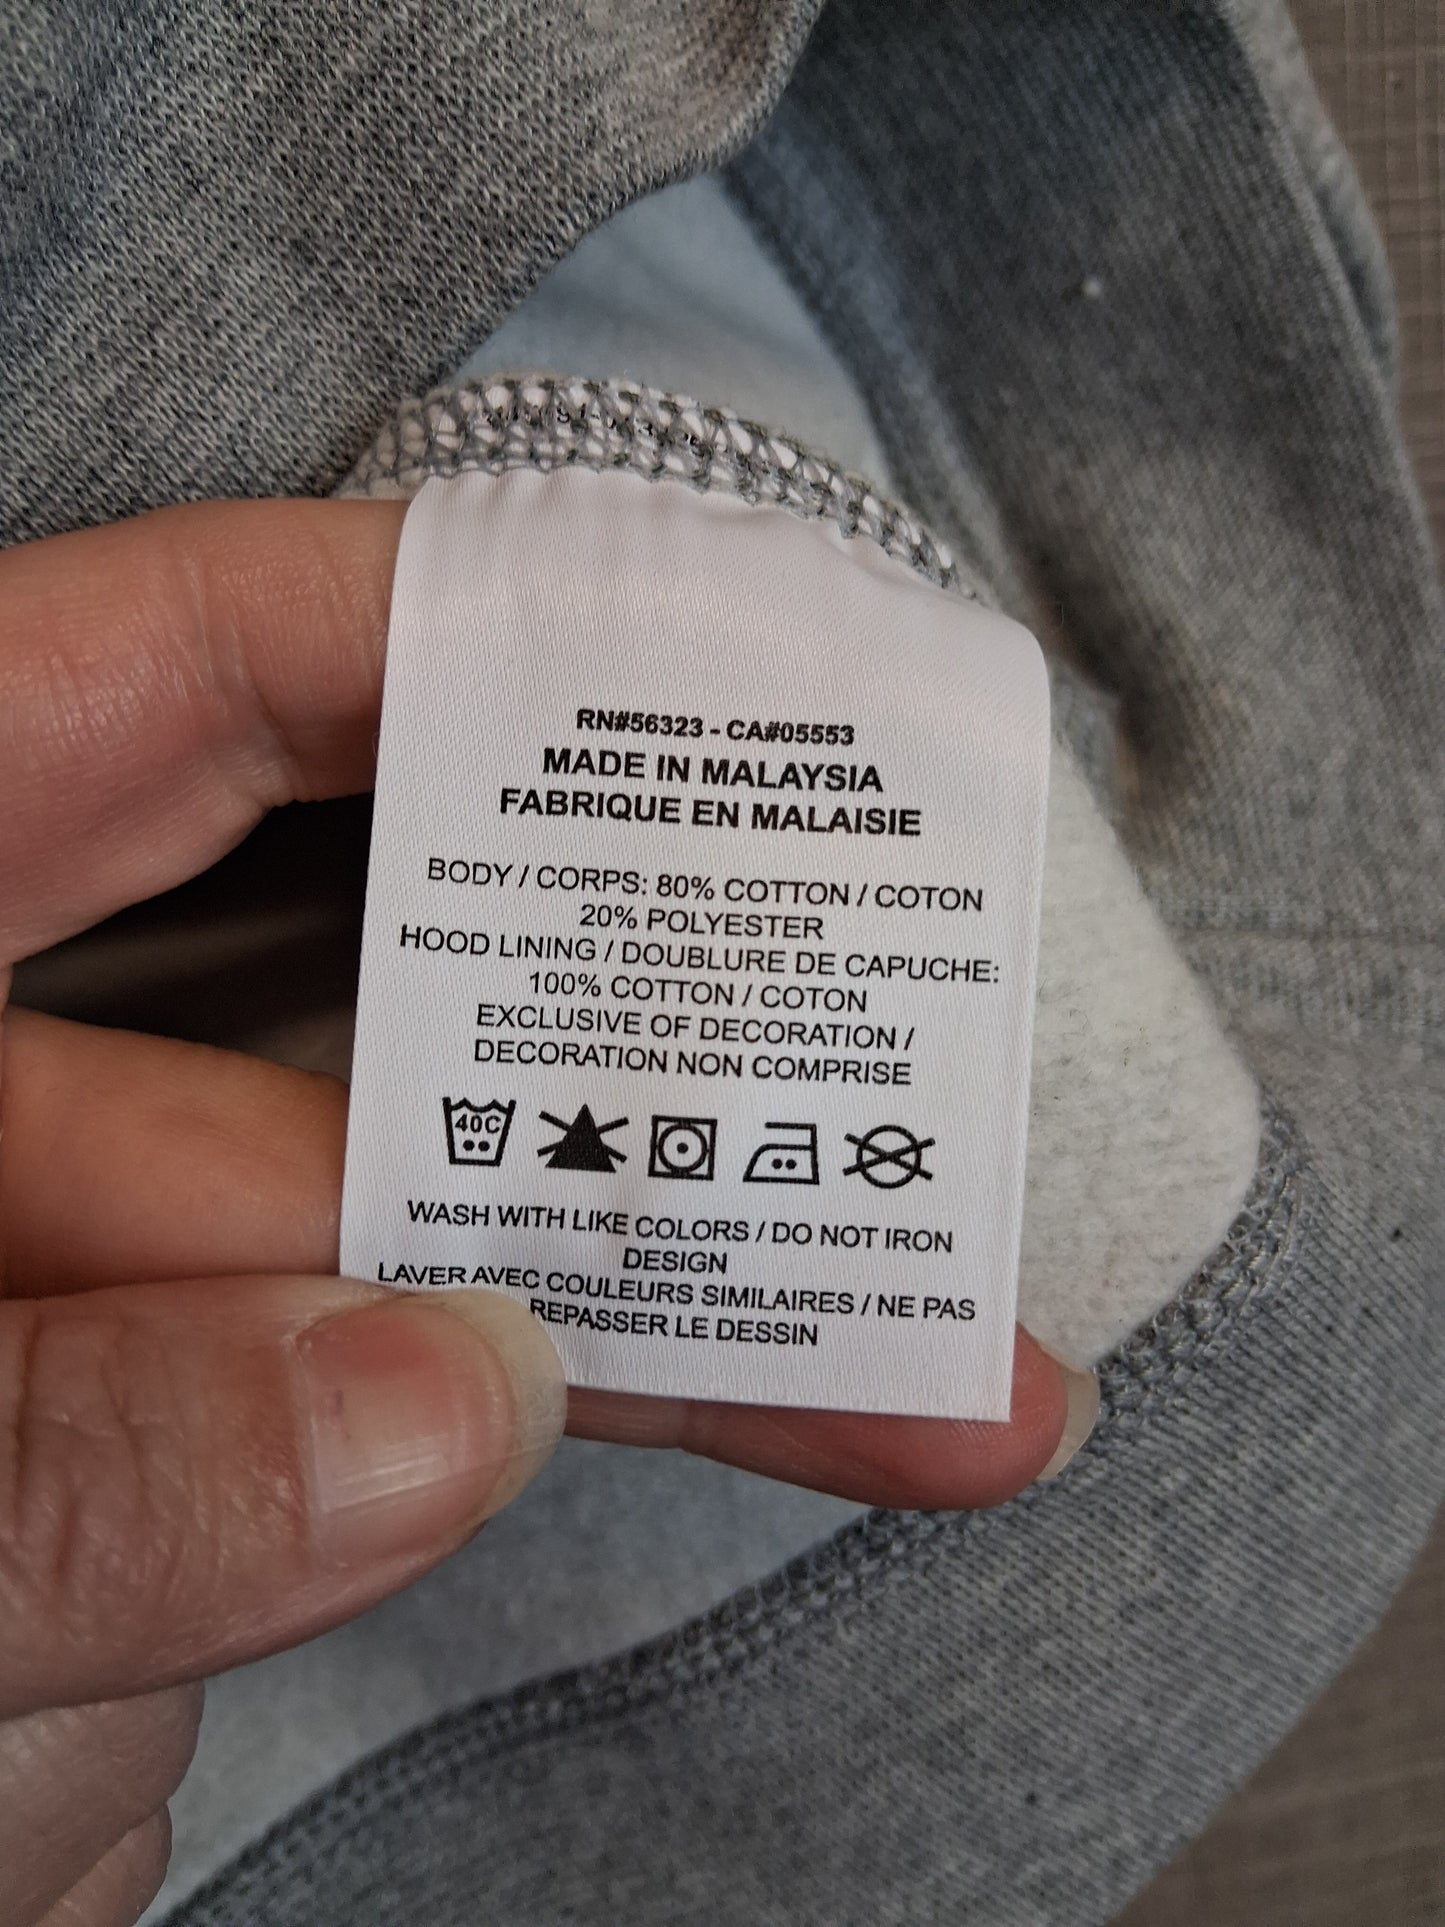 RN#56323 - CA#05553
MADE IN MALAYSIA
FABRIQUE EN MALAISIE
BODY / CORPS: 80% COTTON / COTON
20% POLYESTER
HOOD LINING / DOUBLURE DE CAPUCHE:
100% COTTON / COTON
EXCLUSIVE OF DECORATION /
DECORATION NON COMPRISE
40C
WASH WITH LIKE COLORS / DO NOT IRON
DESIGN
LAVER AVEC COULEURS SIMILAIRES / NE PAS
REPASSER LE DESSIN